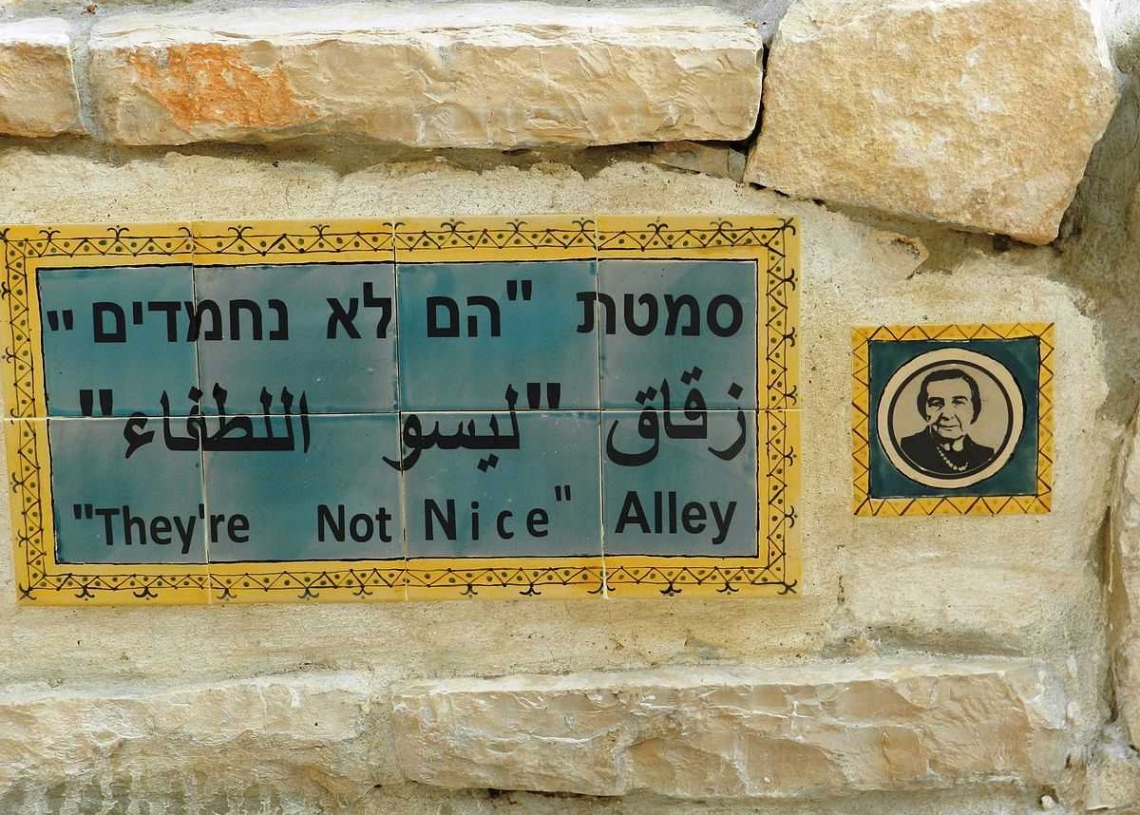 סמטת "הם לא נחמדים"
زقاق "ليسو اللطفاء"
"They're Not Nice" Alley